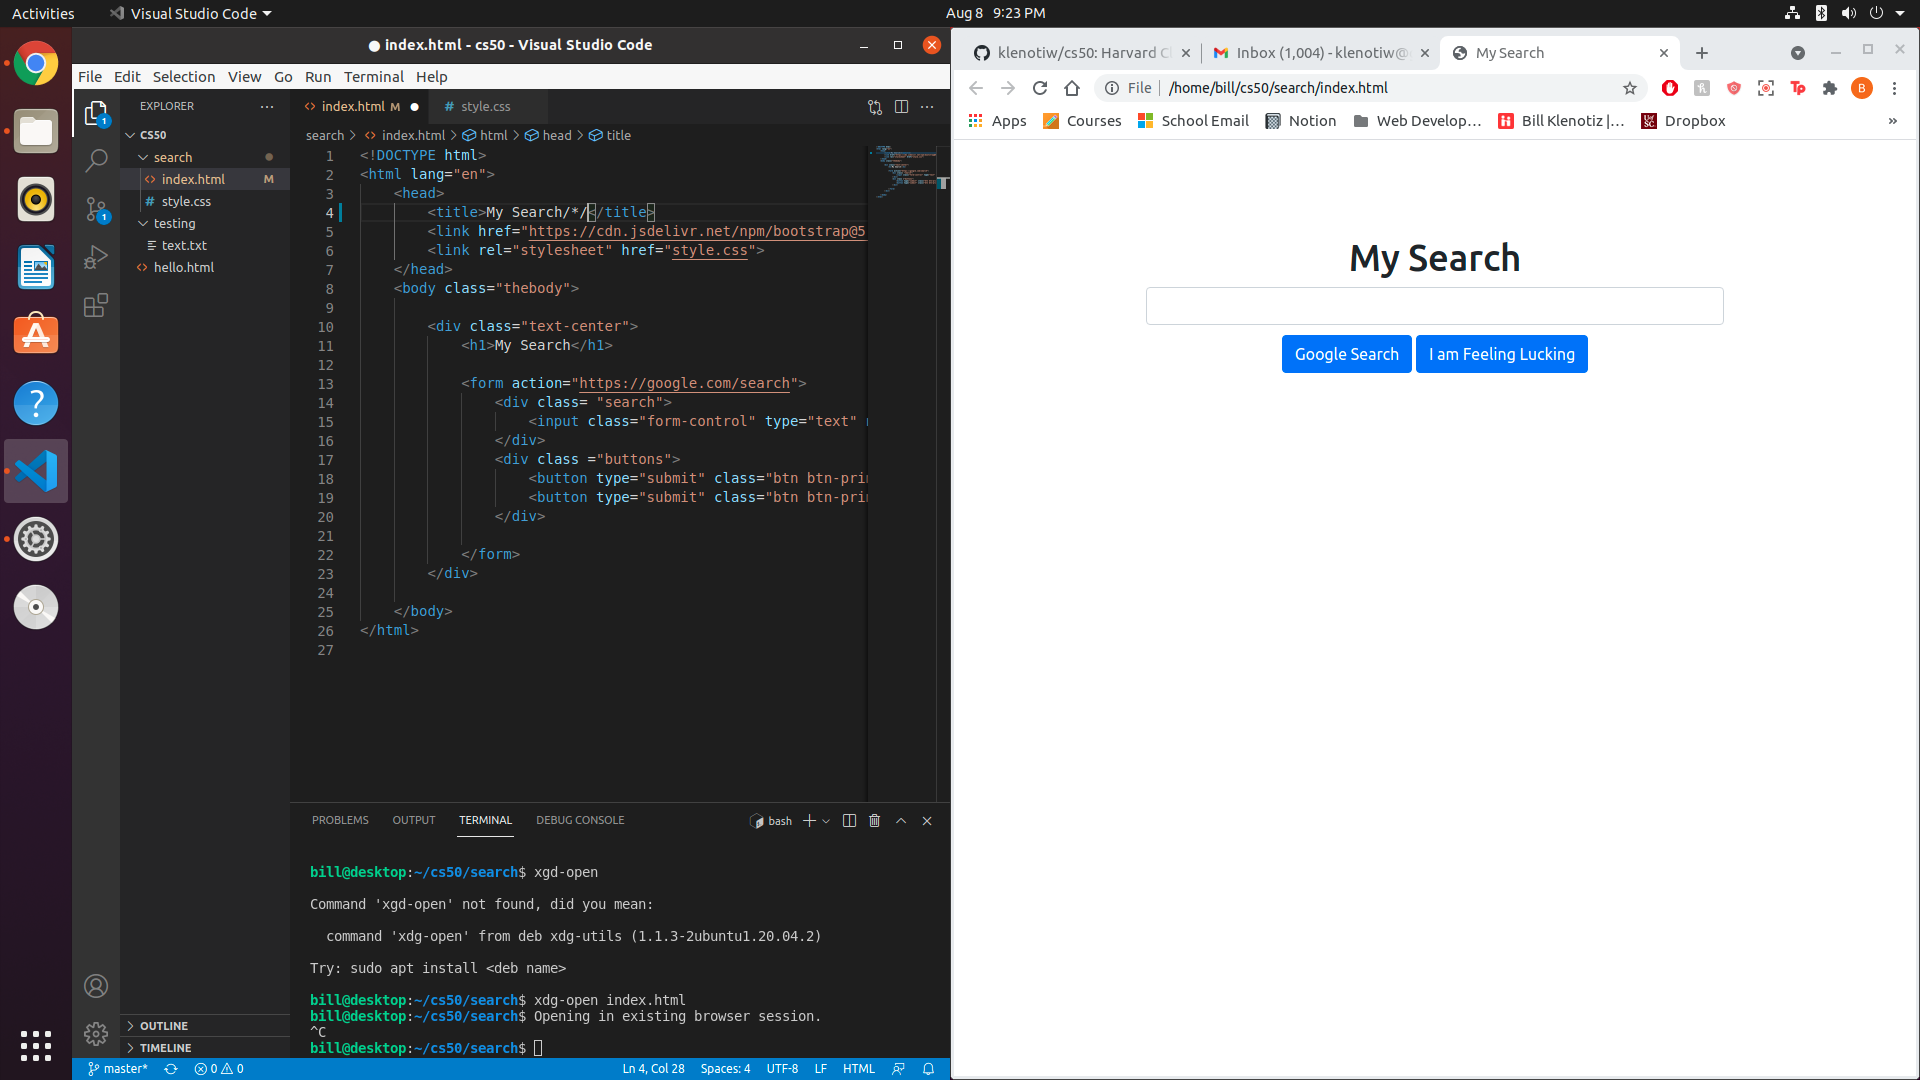 Activities
Visual Studio Code
Aug 8 9:23 PM
● index.html - cs50 - Visual Studio Code
File Edit Selection View Go Run Terminal Help
EXPLORER
CS50
search
index.html M
style.css
testing
text.txt
hello.html
OUTLINE
TIMELINE
index.html M ●
style.css
search > index.html > html > head > title
1 <!DOCTYPE html>
2 <html lang="en">
3 <head>
4 <title>My Search/*/</title>
5 <link href="https://cdn.jsdelivr.net/npm/bootstrap@5.
6 <link rel="stylesheet" href="style.css">
7 </head>
8 <body class="thebody">
9
10 <div class="text-center">
11 <h1>My Search</h1>
12
13 <form action="https://google.com/search">
14 <div class= "search">
15 <input class="form-control" type="text"
16 </div>
17 <div class ="buttons">
18 <button type="submit" class="btn btn-pri
19 <button type="submit" class="btn btn-pri
20 </div>
21
22 </form>
23 </div>
24
25 </body>
26 </html>
27
PROBLEMS OUTPUT TERMINAL DEBUG CONSOLE
bash
bill@desktop:~/cs50/search$ xgd-open
Command 'xgd-open' not found, did you mean:
command 'xdg-open' from deb xdg-utils (1.1.3-2ubuntu1.20.04.2)
Try: sudo apt install <deb name>
bill@desktop:~/cs50/search$ xdg-open index.html
bill@desktop:~/cs50/search$ Opening in existing browser session.
^C
bill@desktop:~/cs50/search$
master* 0 0 Ln 4, Col 28 Spaces: 4 UTF-8 LF HTML
klenotiw/cs50: Harvard C
Inbox (1,004) - klenotiw@
My Search
File /home/bill/cs50/search/index.html
Apps Courses School Email Notion Web Develop... Bill Klenotiz |... Dropbox »
My Search
Google Search
I am Feeling Lucking